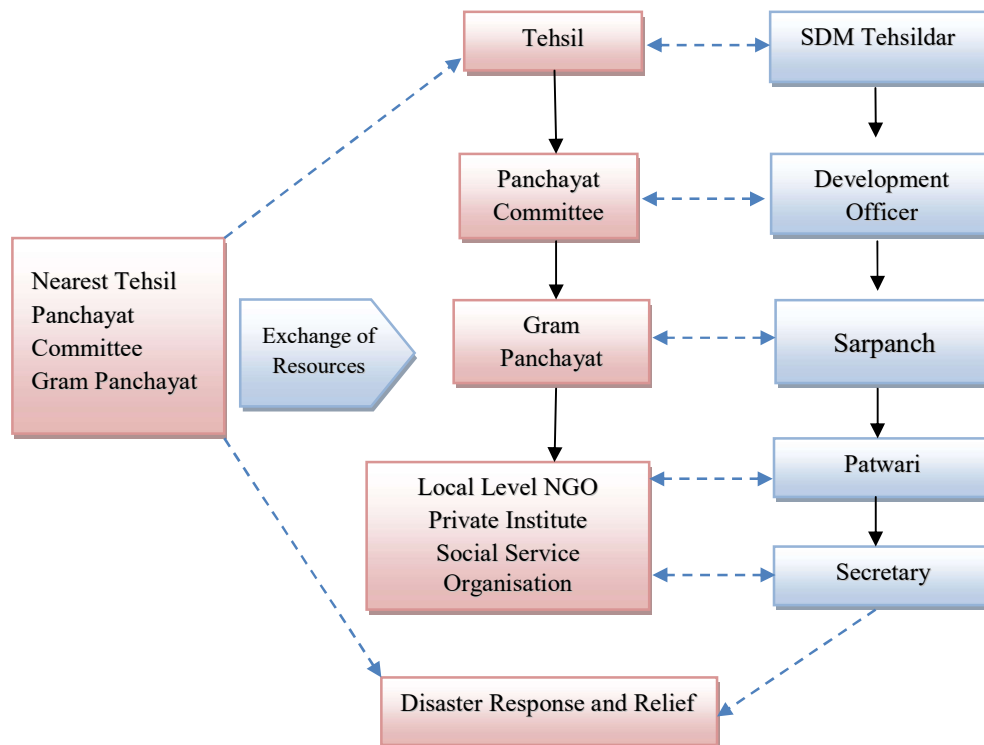 Tehsil
SDM Tehsildar
Panchayat
Committee
Development
Officer
Nearest Tehsil
Panchayat
Committee
Gram Panchayat
Exchange of
Resources
Gram
Panchayat
Sarpanch
Local Level NGO
Private Institute
Social Service
Organisation
Patwari
Secretary
Disaster Response and Relief